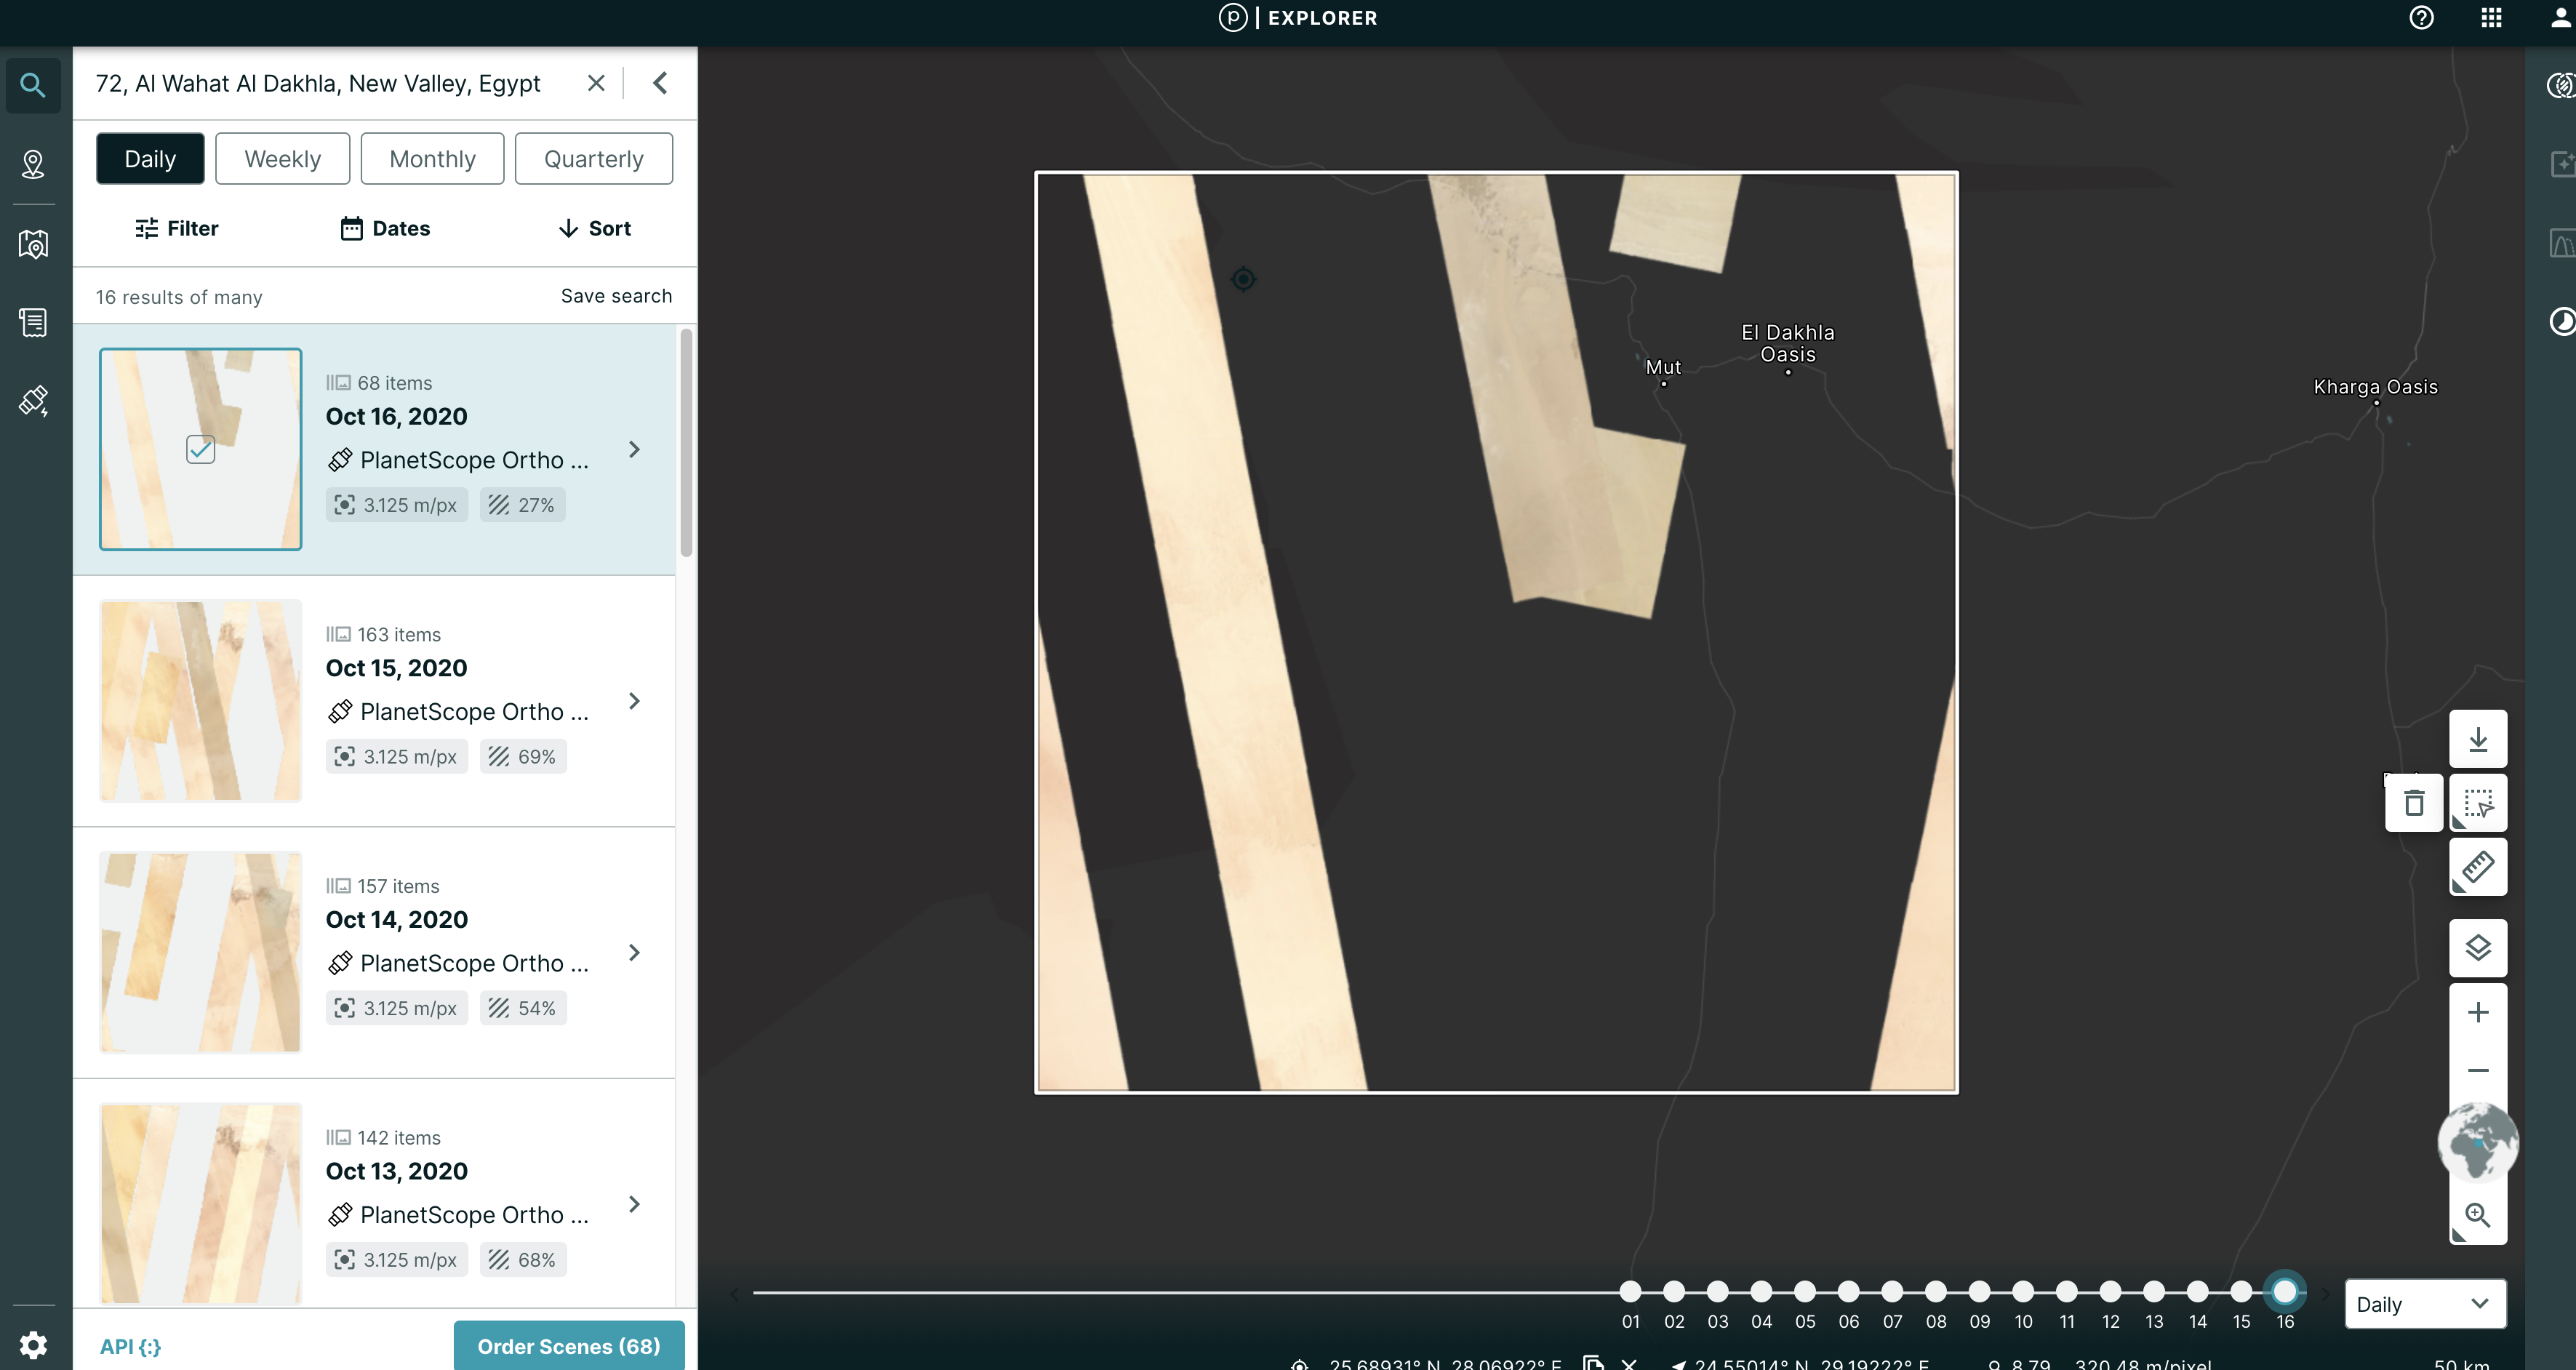 p | EXPLORER
72, Al Wahat Al Dakhla, New Valley, Egypt
Daily
Weekly
Monthly
Quarterly
Filter
Dates
Sort
16 results of many
Save search
68 items
Oct 16, 2020
PlanetScope Ortho ...
3.125 m/px
27%
163 items
Oct 15, 2020
PlanetScope Ortho ...
3.125 m/px
69%
157 items
Oct 14, 2020
PlanetScope Ortho ...
3.125 m/px
54%
142 items
Oct 13, 2020
PlanetScope Ortho ...
3.125 m/px
68%
API {:}
Order Scenes (68)
El Dakhla
Oasis
Mut
Kharga Oasis
01 02 03 04 05 06 07 08 09 10 11 12 13 14 15 16
Daily
25.68931° N, 28.06922° E
24.55014° N, 29.19222° E
8.79
320.48 m/pixel
50 km